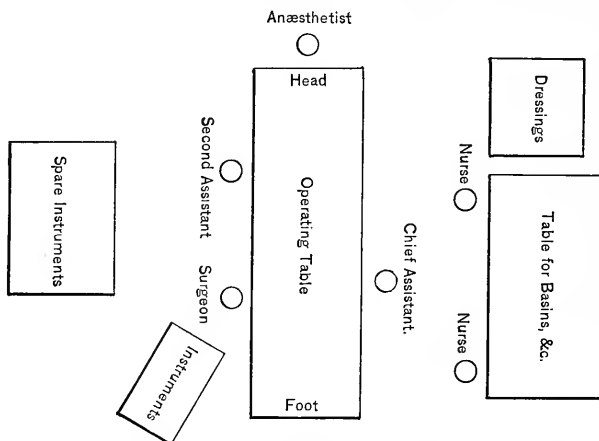 Anæsthetist
Head
Dressings
Second Assistant
Nurse
Spare Instruments
Operating Table
Table for Basins, &c.
Chief Assistant.
Surgeon
Nurse
Instruments
Foot